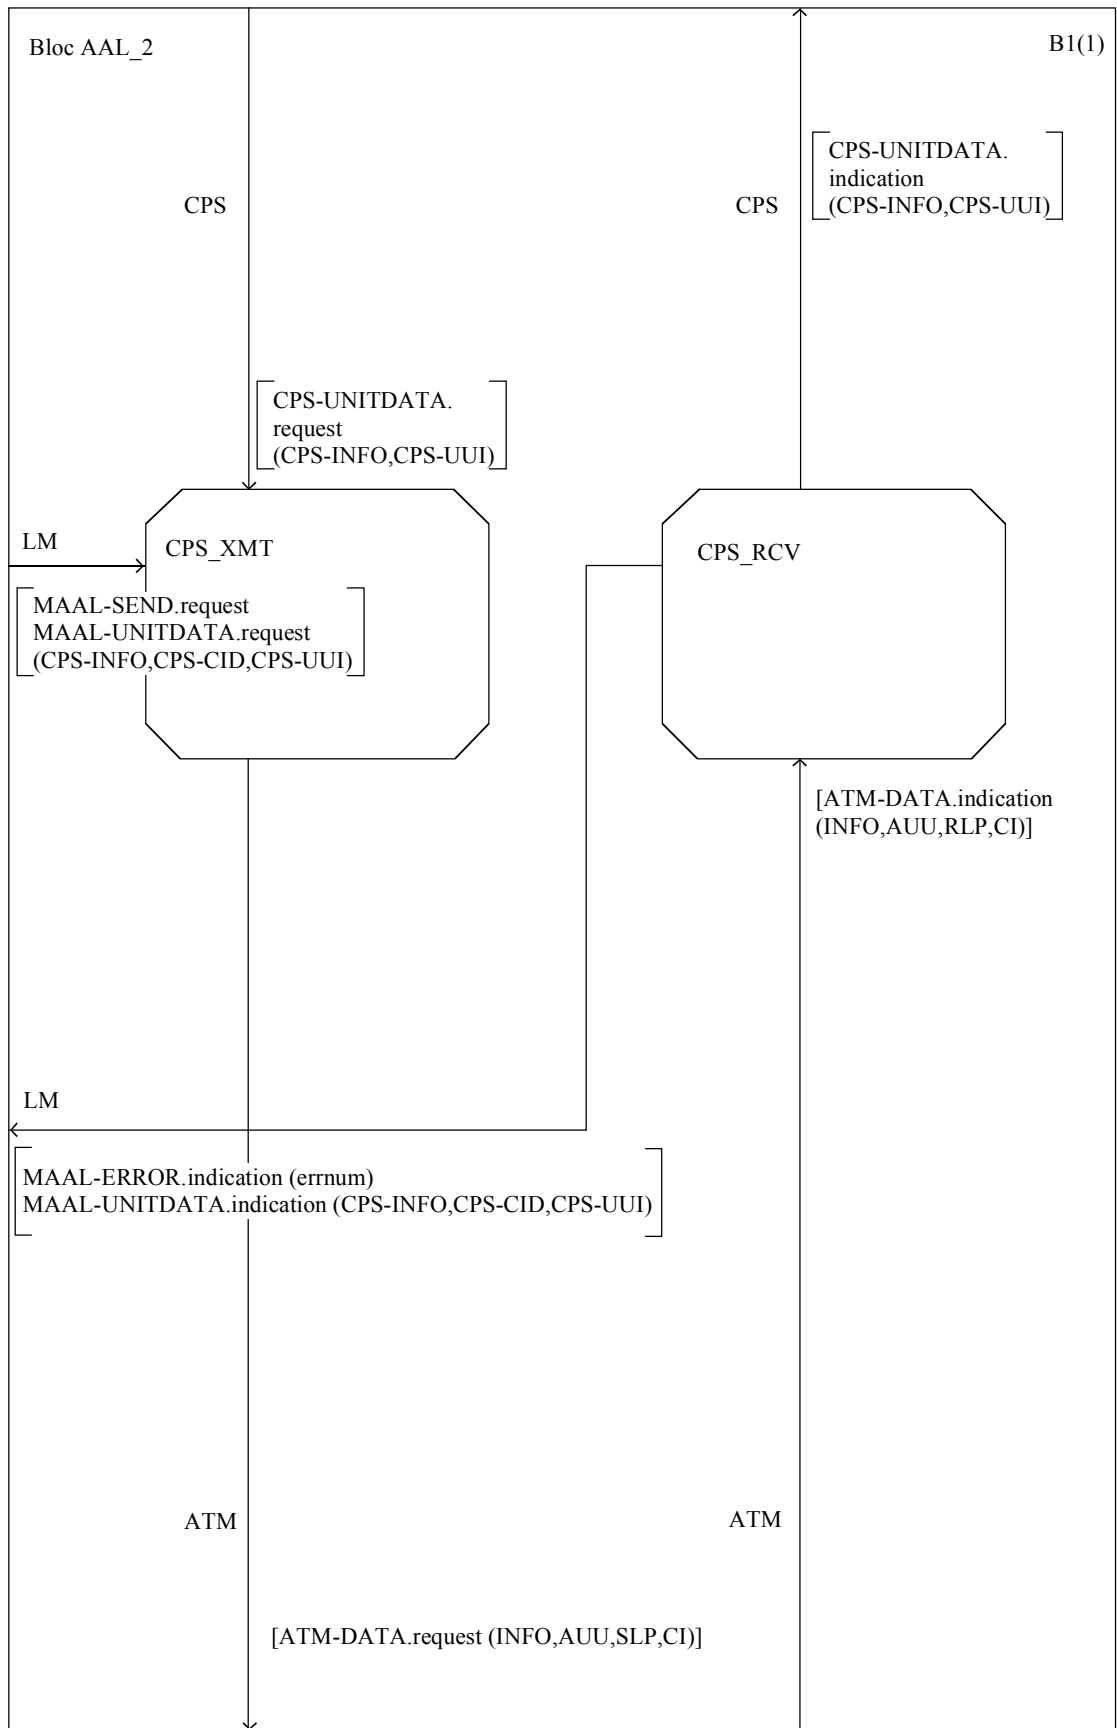 Bloc AAL_2
B1(1)
CPS-UNITDATA.
indication
(CPS-INFO,CPS-UUI)
CPS
CPS
CPS-UNITDATA.
request
(CPS-INFO,CPS-UUI)
LM
CPS_XMT
CPS_RCV
MAAL-SEND.request
MAAL-UNITDATA.request
(CPS-INFO,CPS-CID,CPS-UUI)
[ATM-DATA.indication
(INFO,AUU,RLP,CI)]
LM
MAAL-ERROR.indication (errnum)
MAAL-UNITDATA.indication (CPS-INFO,CPS-CID,CPS-UUI)
ATM
ATM
[ATM-DATA.request (INFO,AUU,SLP,CI)]